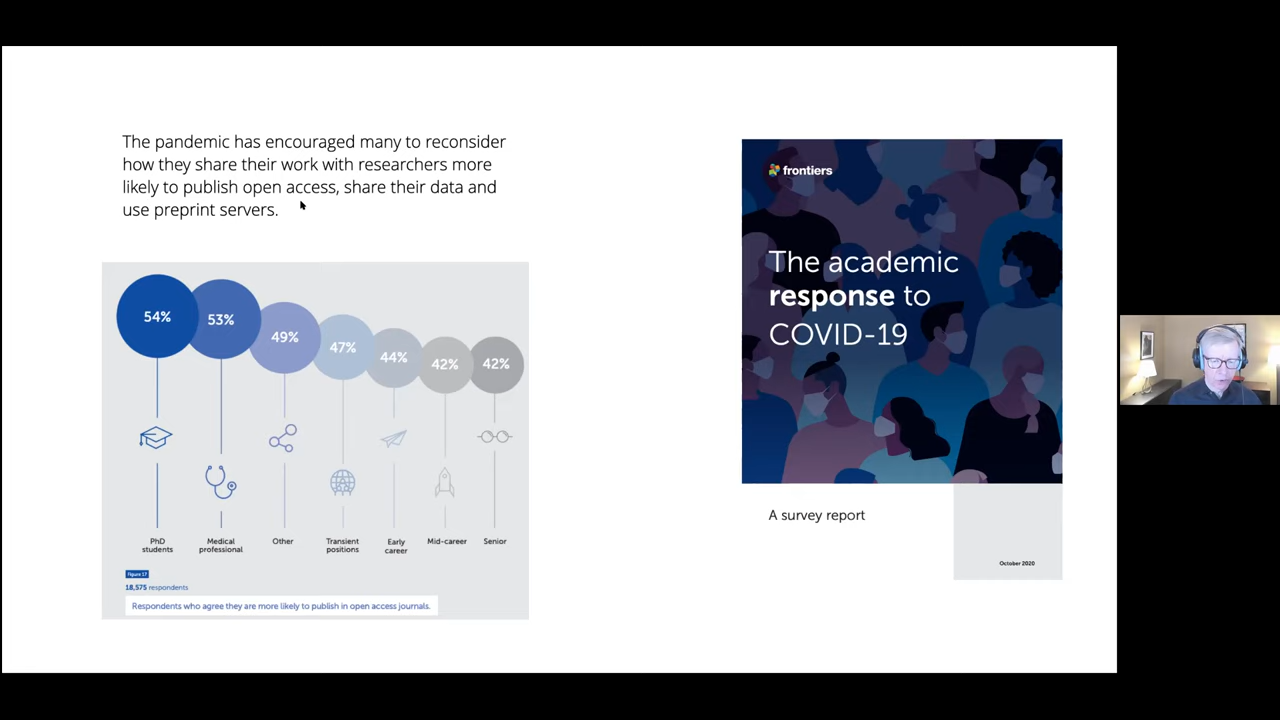 The pandemic has encouraged many to reconsider
how they share their work with researchers more
likely to publish open access, share their data and
use preprint servers.
54%
53%
49%
47%
44%
42%
42%
PhD
students
Medical
professional
Other
Transient
positions
Early
career
Mid-career
Senior
Figure 17
18,575 respondents
Respondents who agree they are more likely to publish in open access journals.
frontiers
The academic
response to
COVID-19
A survey report
October 2020